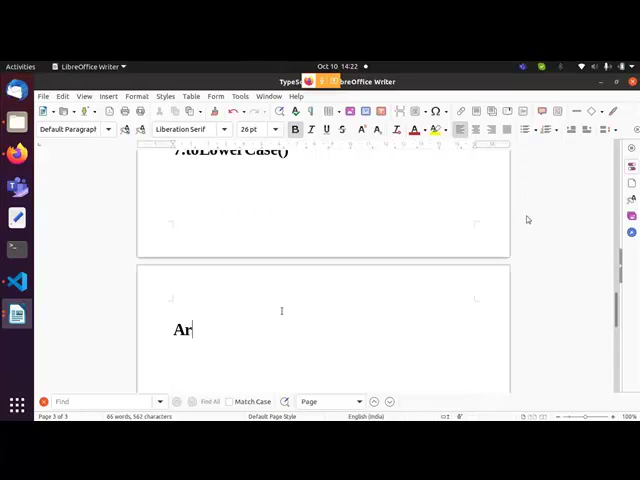 Activities
LibreOffice Writer
Oct 10 14:22
LibreOffice Writer
File Edit View Insert Format Styles Table Form Tools Window Help
Default Paragraph
Liberation Serif
26 pt
7.toLowerCase()
Ar
Find
Find All
Match Case
Page
Page 3 of 3
66 words, 562 characters
Default Page Style
English (India)
100%